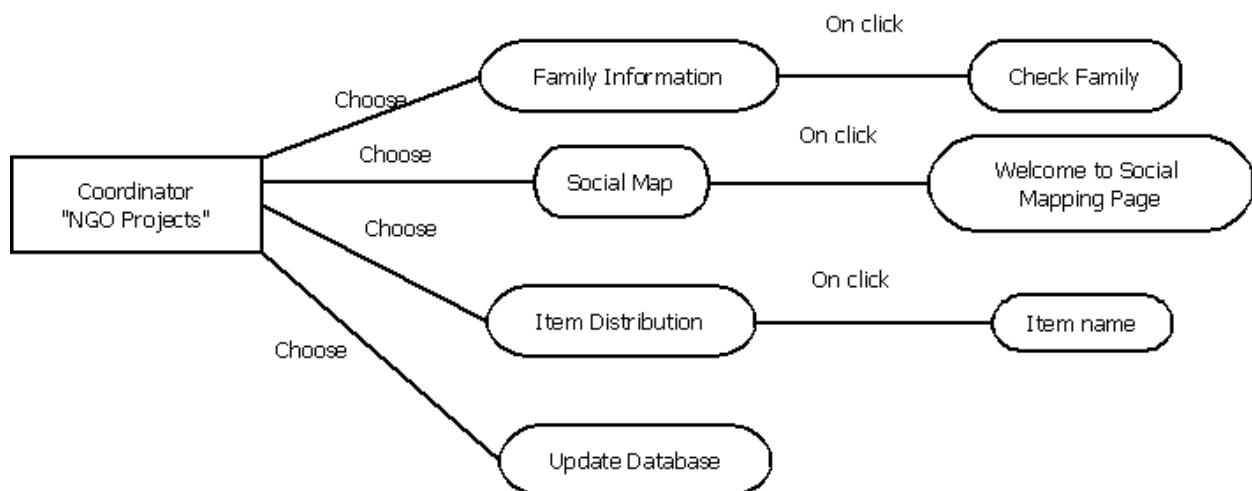 On click
Family Information
Check Family
Choose
On click
Choose
Social Map
Welcome to Social
Mapping Page
Coordinator
"NGO Projects"
Choose
On click
Item Distribution
Item name
Choose
Update Database